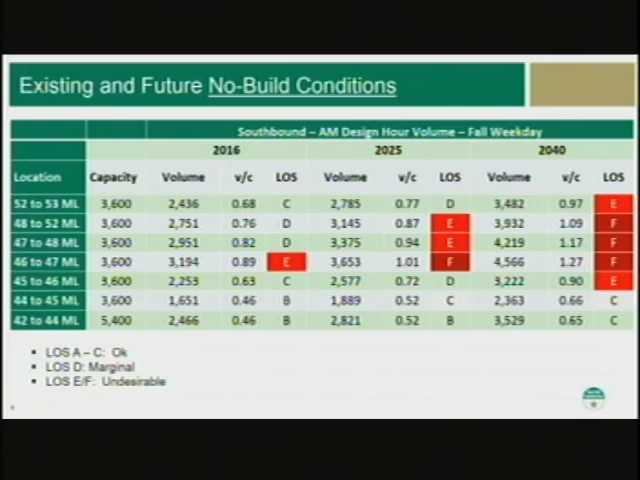 Existing and Future No-Build Conditions
Southbound – AM Design Hour Volume – Fall Weekday
2016 2025 2040
Location Capacity Volume v/c LOS Volume v/c LOS Volume v/c LOS
52 to 53 ML 3,600 2,436 0.68 C 2,785 0.77 D 3,482 0.97 E
48 to 52 ML 3,600 2,751 0.76 D 3,145 0.87 E 3,932 1.09 F
47 to 48 ML 3,600 2,951 0.82 D 3,375 0.94 E 4,219 1.17 F
46 to 47 ML 3,600 3,194 0.89 E 3,653 1.01 F 4,566 1.27 F
45 to 46 ML 3,600 2,253 0.63 C 2,577 0.72 D 3,222 0.90 E
44 to 45 ML 3,600 1,651 0.46 B 1,889 0.52 C 2,363 0.66 C
42 to 44 ML 5,400 2,466 0.46 B 2,821 0.52 B 3,529 0.65 C
▪ LOS A – C: Ok
▪ LOS D: Marginal
▪ LOS E/F: Undesirable